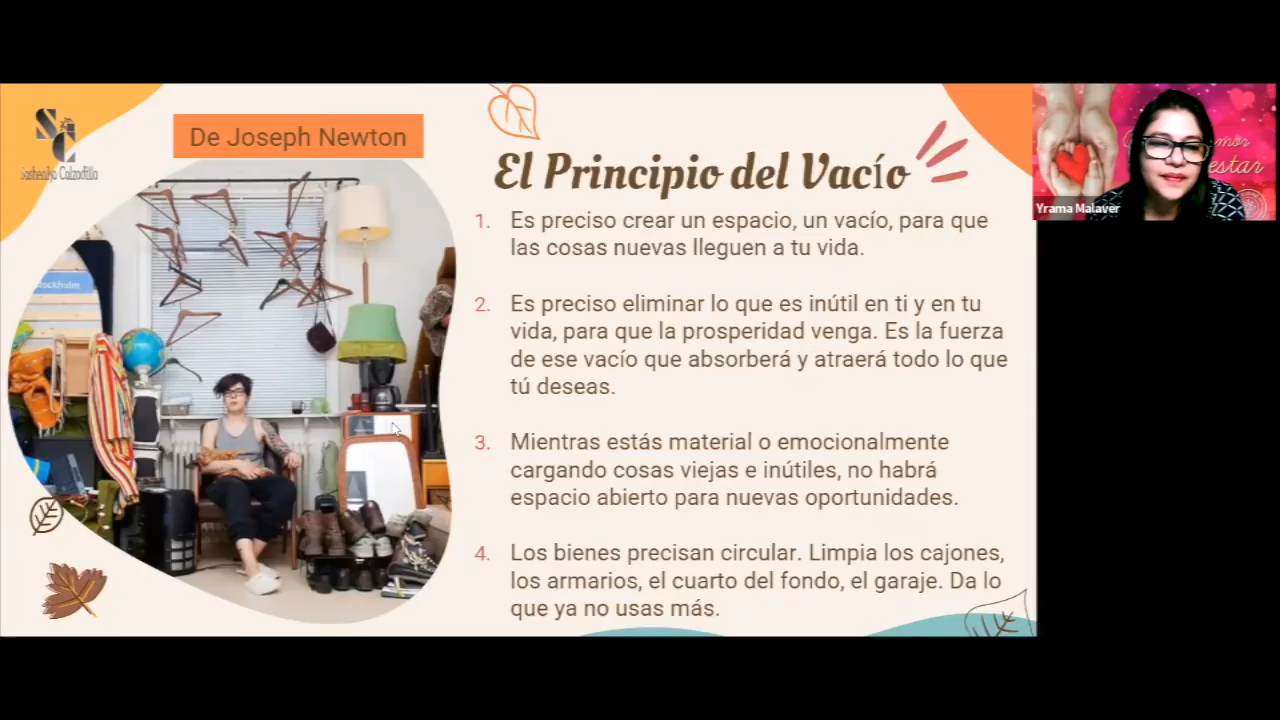 SC
De Joseph Newton
El Principio del Vacío
1. Es preciso crear un espacio, un vacío, para que
las cosas nuevas lleguen a tu vida.
2. Es preciso eliminar lo que es inútil en ti y en tu
vida, para que la prosperidad venga. Es la fuerza
de ese vacío que absorberá y atraerá todo lo que
tú deseas.
3. Mientras estás material o emocionalmente
cargando cosas viejas e inútiles, no habrá
espacio abierto para nuevas oportunidades.
4. Los bienes precisan circular. Limpia los cajones,
los armarios, el cuarto del fondo, el garaje. Da lo
que ya no usas más.
Yrama Malaver